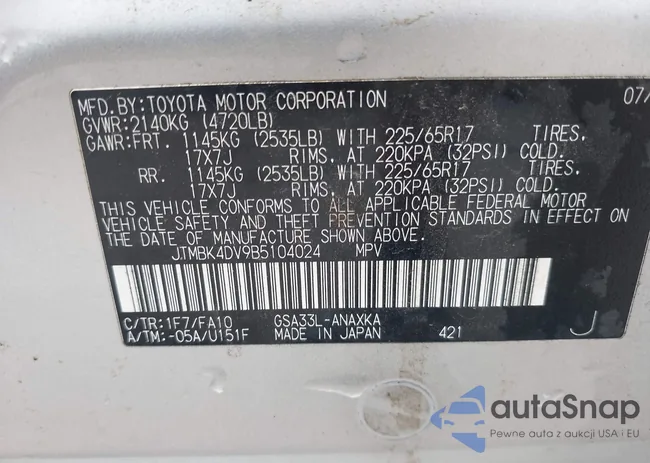 MFD.BY:TOYOTA MOTOR CORPORATION 07/
GVWR:2140KG (4720LB)
GAWR:FRT. 1145KG (2535LB) WITH 225/65R17 TIRES,
17X7J RIMS, AT 220KPA (32PSI) COLD.
RR. 1145KG (2535LB) WITH 225/65R17 TIRES,
17X7J RIMS, AT 220KPA (32PSI) COLD.
THIS VEHICLE CONFORMS TO ALL APPLICABLE FEDERAL MOTOR
VEHICLE SAFETY AND THEFT PREVENTION STANDARDS IN EFFECT ON
THE DATE OF MANUFACTURE SHOWN ABOVE.
JTMBK4DV9B5104024 MPV
C/TR:1F7/FA10 GSA33L-ANAXKA
A/TM:-05A/U151F MADE IN JAPAN 421 J
autaSnap
Pewne auta z aukcji USA i EU